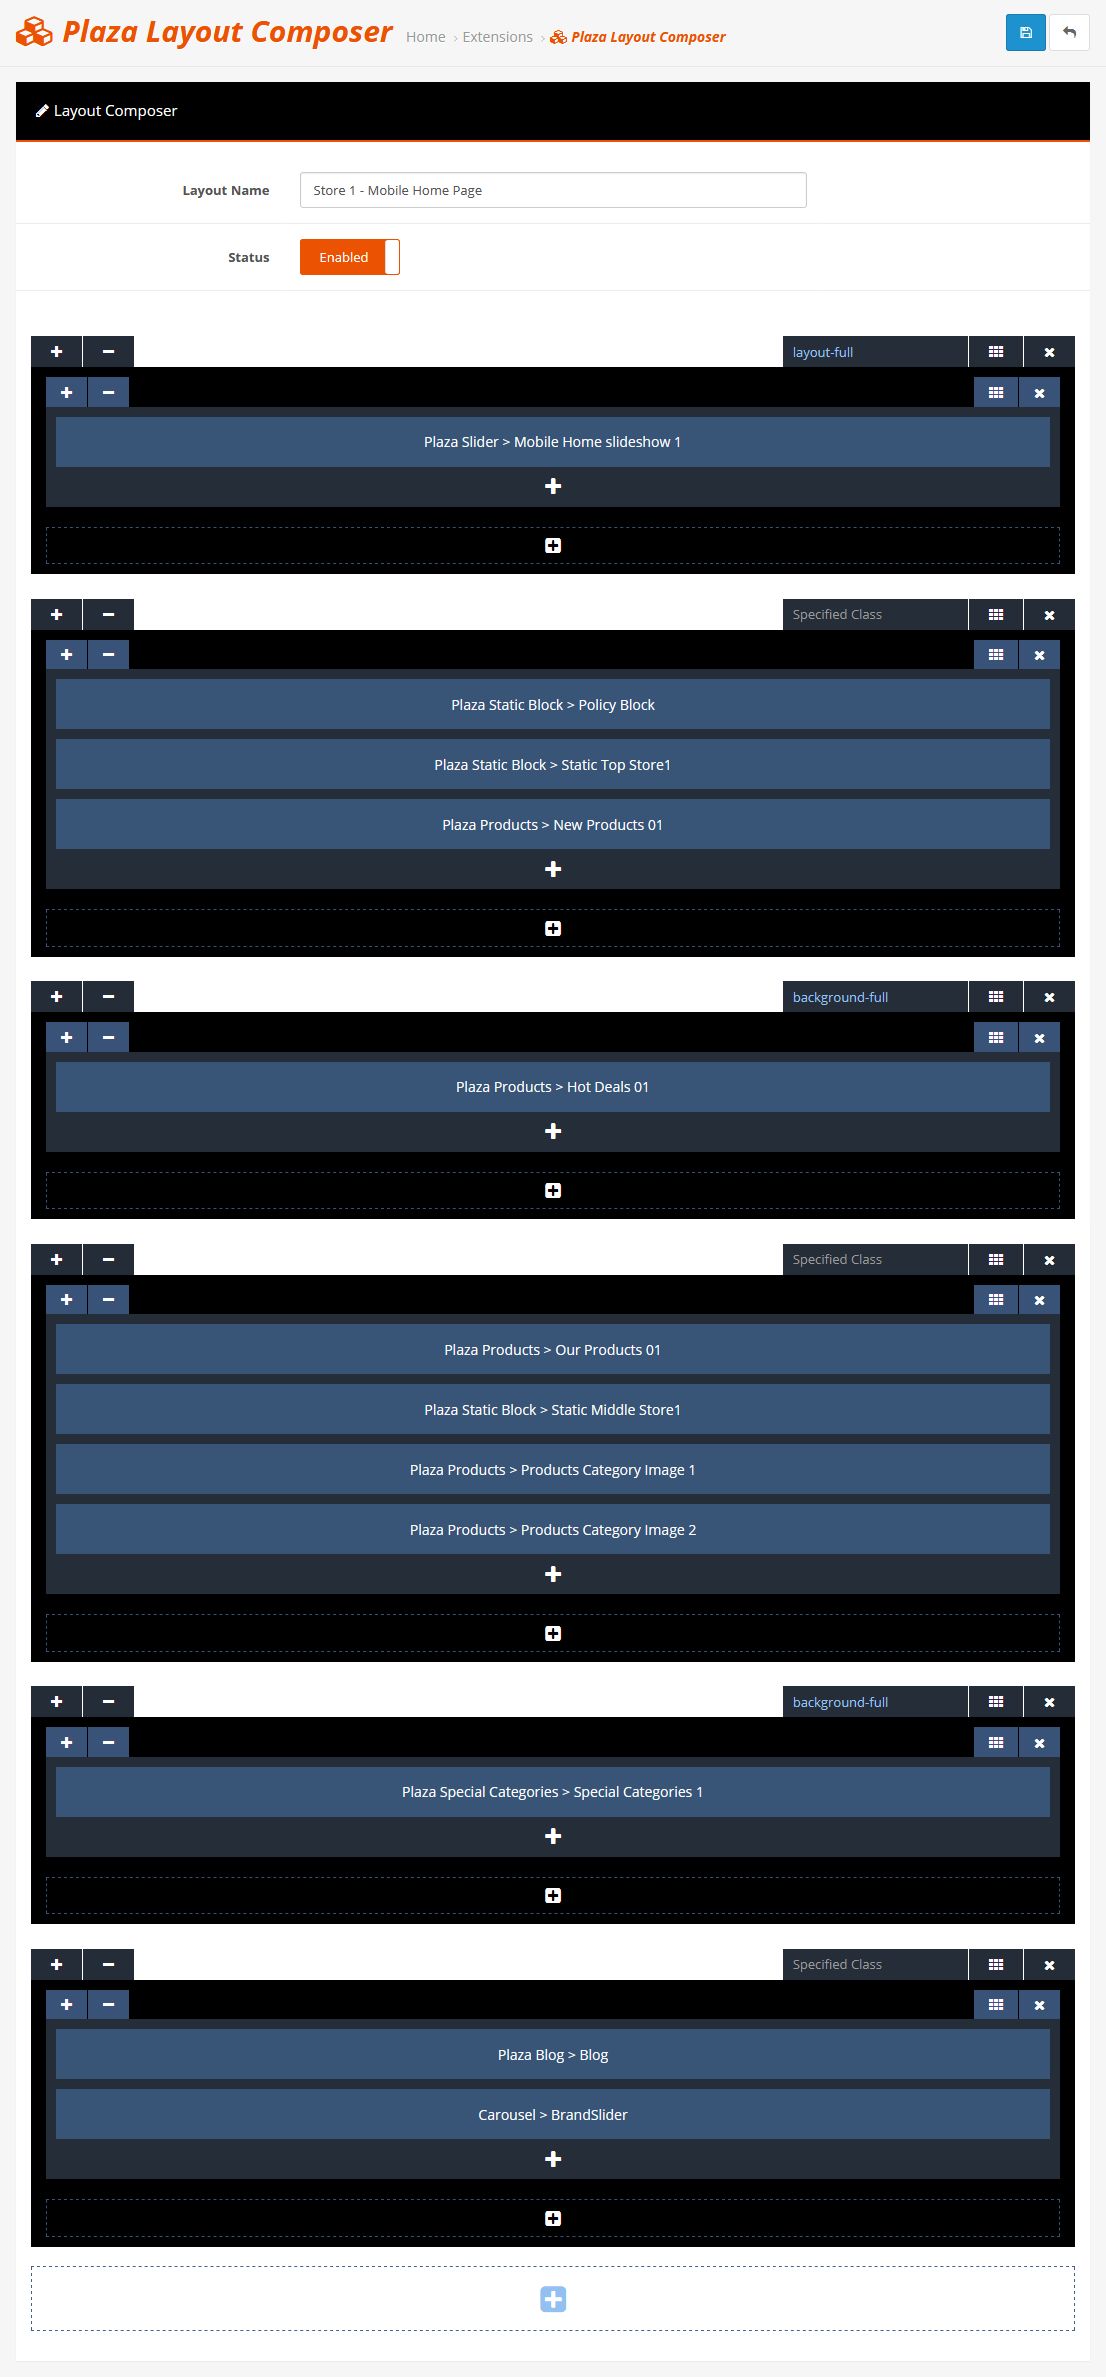 Plaza Layout Composer
Home › Extensions › Plaza Layout Composer
Layout Composer
Layout Name
Store 1 - Mobile Home Page
Status
Enabled
layout-full
Plaza Slider > Mobile Home slideshow 1
Specified Class
Plaza Static Block > Policy Block
Plaza Static Block > Static Top Store1
Plaza Products > New Products 01
background-full
Plaza Products > Hot Deals 01
Specified Class
Plaza Products > Our Products 01
Plaza Static Block > Static Middle Store1
Plaza Products > Products Category Image 1
Plaza Products > Products Category Image 2
background-full
Plaza Special Categories > Special Categories 1
Specified Class
Plaza Blog > Blog
Carousel > BrandSlider